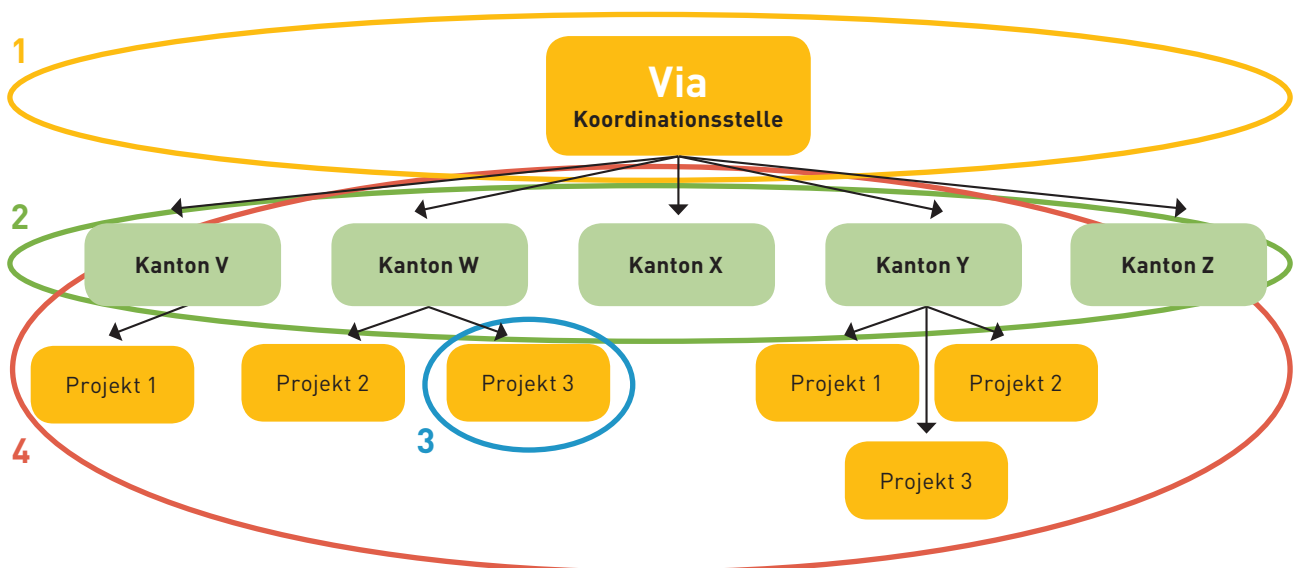 1
Via
Koordinationsstelle
2
Kanton V
Kanton W
Kanton X
Kanton Y
Kanton Z
Projekt 1
Projekt 2
Projekt 3
Projekt 1
Projekt 2
3
4
Projekt 3